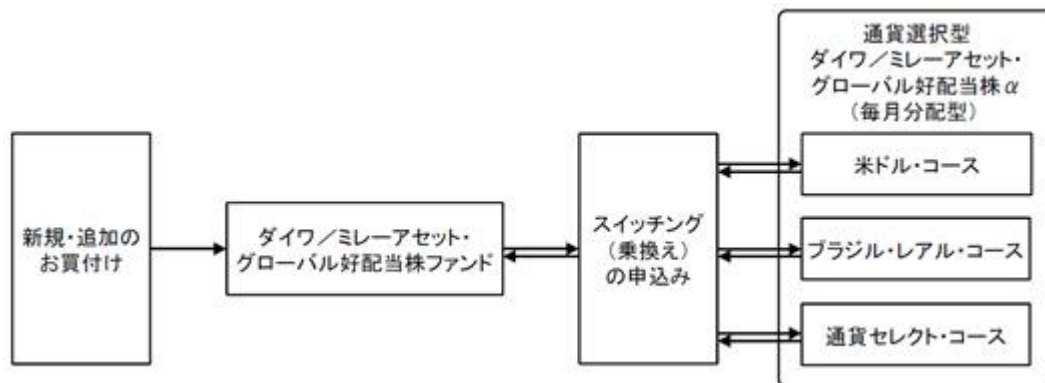 新規・追加の
お買付け
ダイワ／ミレーアセット・
グローバル好配当株ファンド
スイッチング
（乗換え）
の申込み
通貨選択型
ダイワ／ミレーアセット・
グローバル好配当株α
（毎月分配型）
米ドル・コース
ブラジル・レアル・コース
通貨セレクト・コース